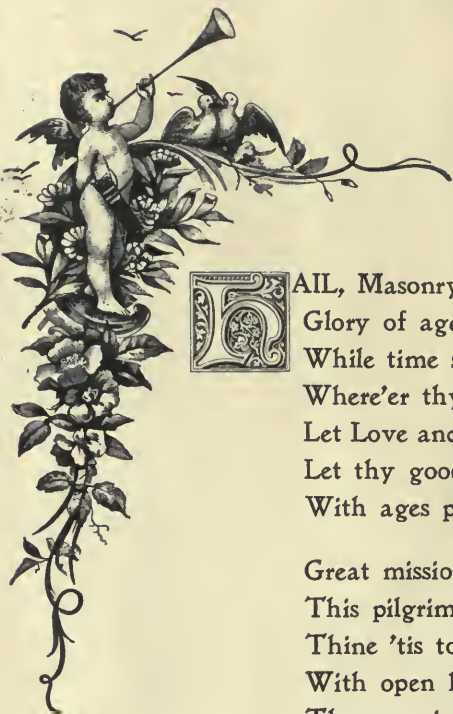 HAIL, Masonry
Glory of age
While time s
Where'er thy
Let Love and
Let thy good
With ages p
Great missio
This pilgrim
Thine 'tis to
With open